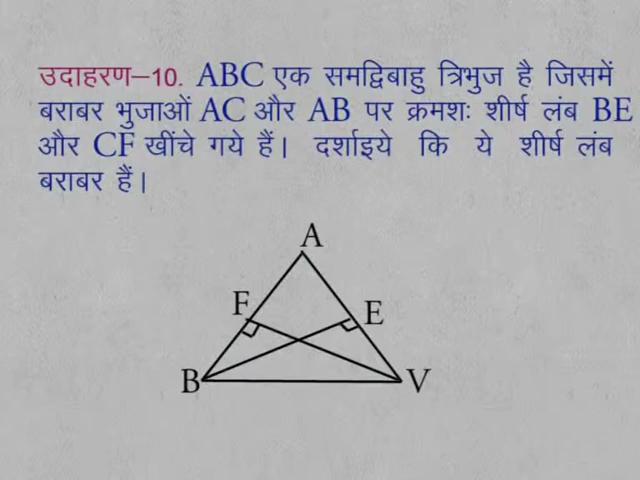 उदाहरण–10. ABC एक समद्विबाहु त्रिभुज है जिसमें
बराबर भुजाओं AC और AB पर क्रमशः शीर्ष लंब BE
और CF खींचे गये हैं। दर्शाइये कि ये शीर्ष लंब
बराबर हैं।
A
F
E
B
V